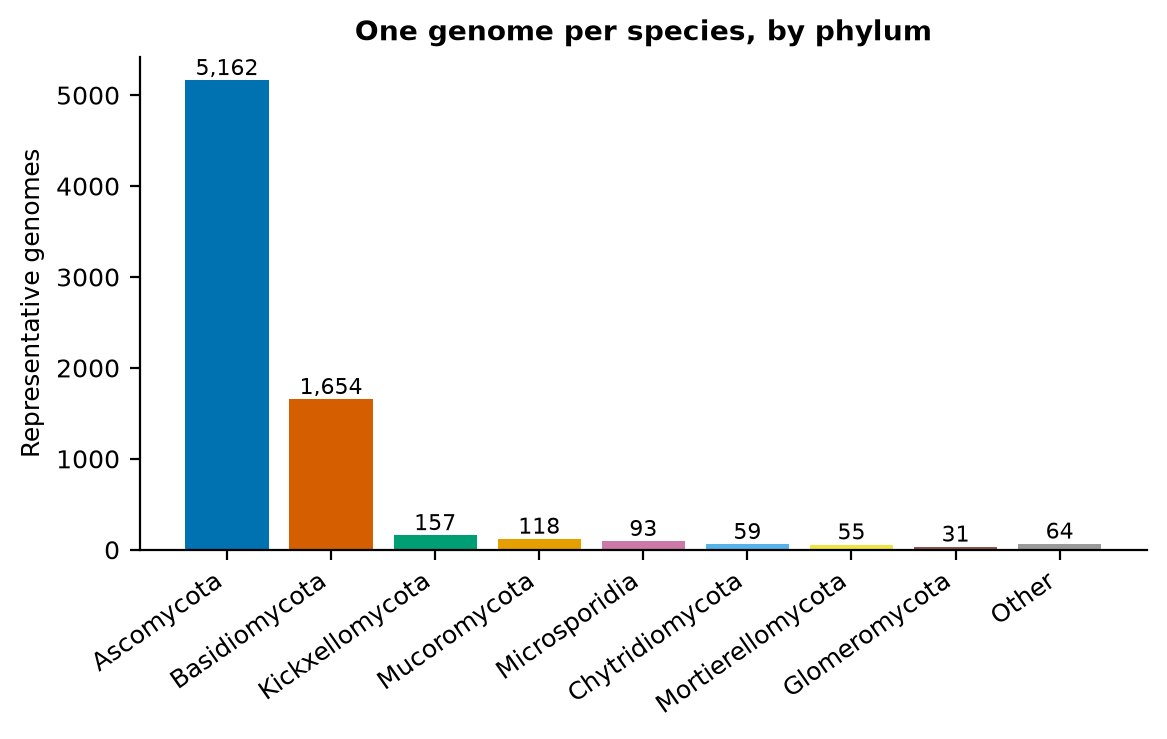 One genome per species, by phylum
Representative genomes
5000
4000
3000
2000
1000
0
5,162
1,654
157
118
93
59
55
31
64
Ascomycota
Basidiomycota
Kickxellomycota
Mucoromycota
Microsporidia
Chytridiomycota
Mortierellomycota
Glomeromycota
Other